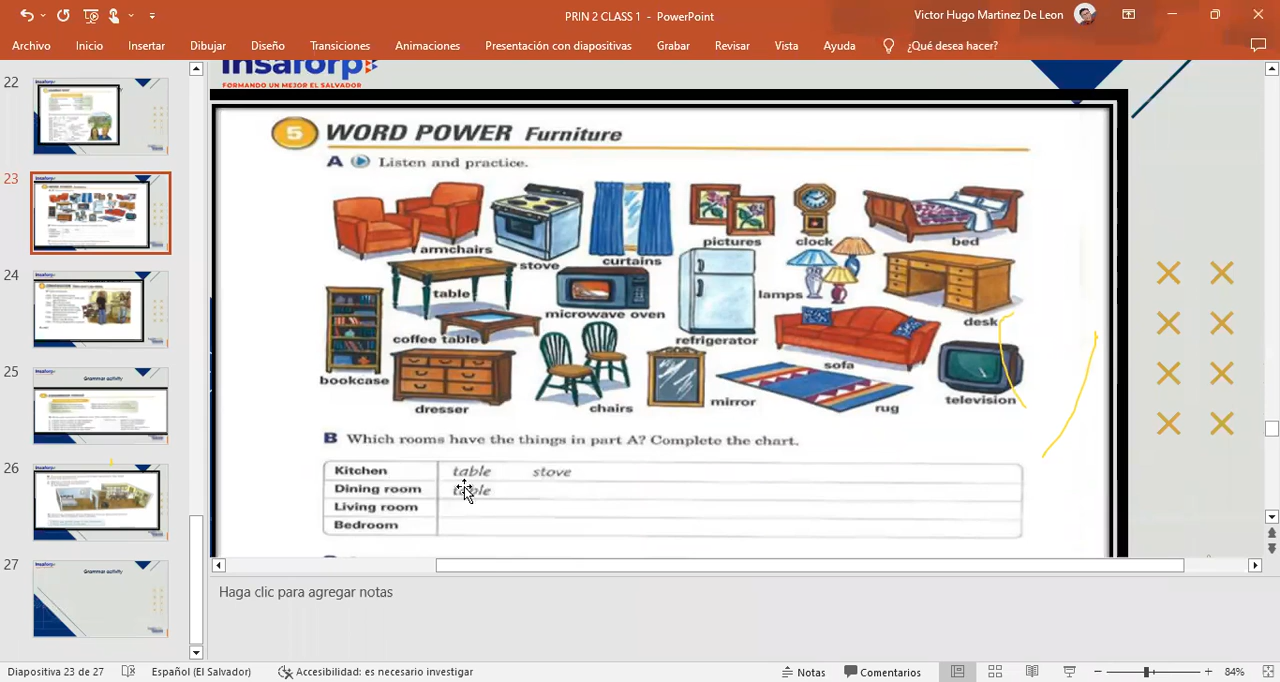 PRIN 2 CLASS 1 - PowerPoint
Victor Hugo Martinez De Leon
Archivo Inicio Insertar Dibujar Diseño Transiciones Animaciones Presentación con diapositivas Grabar Revisar Vista Ayuda ¿Qué desea hacer?
22
23
24
25
26
27
Insaforp
FORMANDO UN MEJOR EL SALVADOR
5 WORD POWER Furniture
A Listen and practice.
armchairs
stove
curtains
pictures
clock
bed
table
microwave oven
lamps
desk
coffee table
refrigerator
sofa
bookcase
dresser
chairs
mirror
rug
television
B Which rooms have the things in part A? Complete the chart.
Kitchen table stove
Dining room table
Living room
Bedroom
Haga clic para agregar notas
Diapositiva 23 de 27 Español (El Salvador) Accesibilidad: es necesario investigar Notas Comentarios 84%